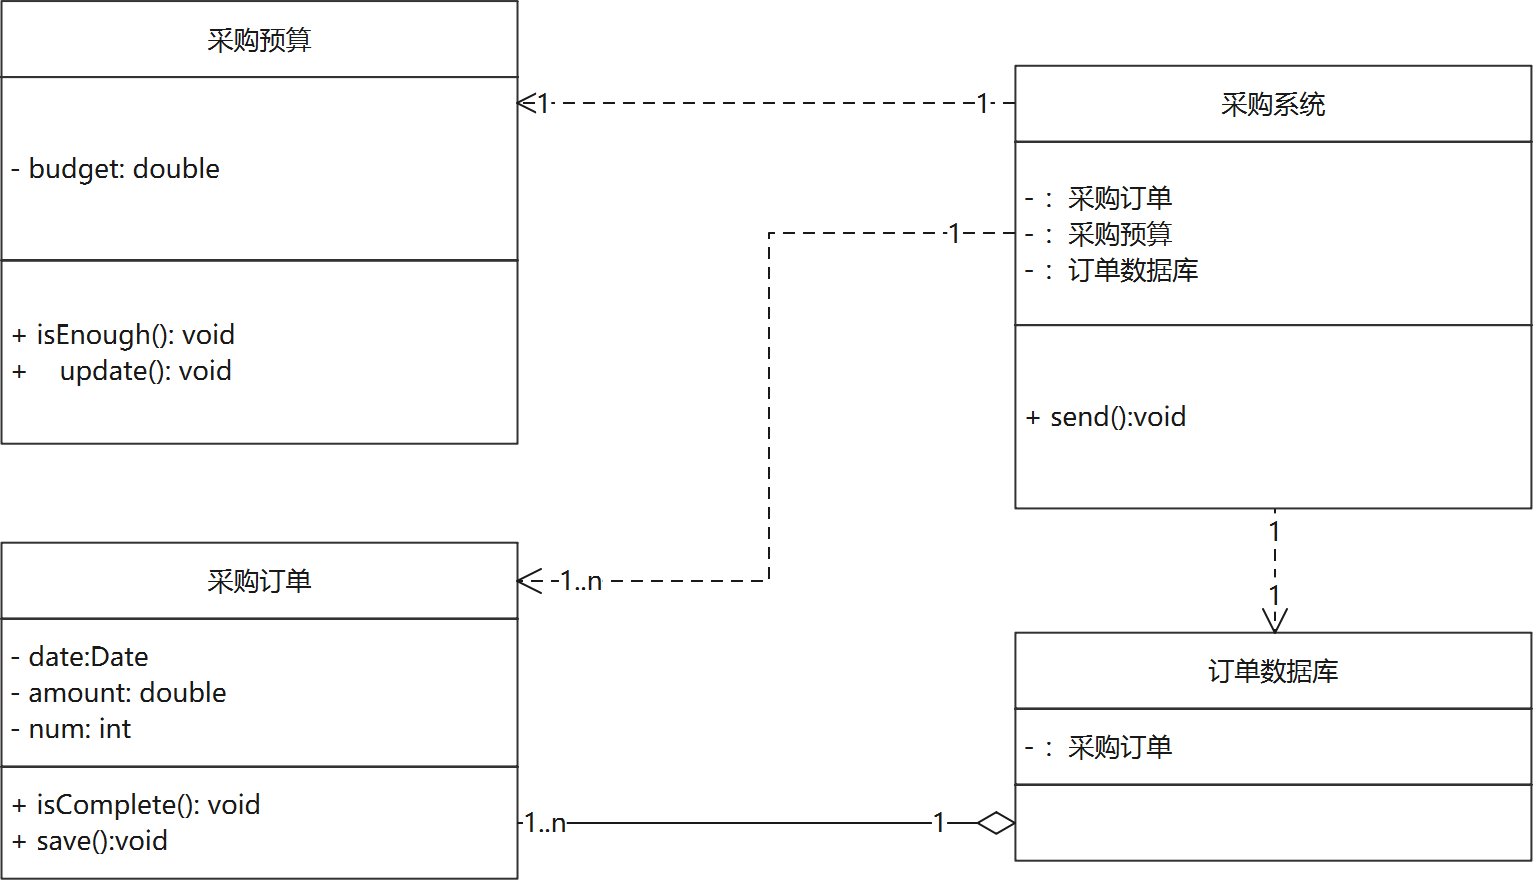 采购预算
- budget: double
+ isEnough(): void
+ update(): void
1
1
采购系统
- ：采购订单
- ：采购预算
- ：订单数据库
+ send():void
1
1..n
1
1
采购订单
- date:Date
- amount: double
- num: int
+ isComplete(): void
+ save():void
1..n
1
订单数据库
- ：采购订单